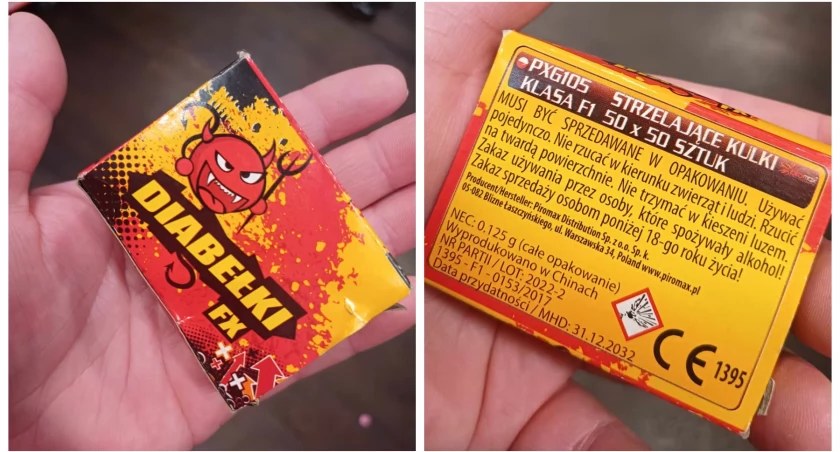 DIABEŁKI
FX
PXG105 STRZELAJĄCE KULKI
KLASA F1 50 x 50 SZTUK
MUSI BYĆ SPRZEDAWANE W OPAKOWANIU. Używać
pojedynczo. Nie rzucać w kierunku zwierząt i ludzi. Rzucić
na twardą powierzchnie. Nie trzymać w kieszeni luzem.
Zakaz używania przez osoby, które spożywały alkohol!
Zakaz sprzedaży osobom poniżej 18-go roku życia!
Producent/Hersteller: Piromax Distribution Sp. z o.o. Sp. k.
05-082 Blizne Łaszczyńskiego, ul. Warszawska 34, Poland www.piromax.pl
NEC: 0.125 g (całe opakowanie)
Wyprodukowano w Chinach
NR PARTII / LOT: 2022-2
1395 - F1 - 0153/2017
Data przydatności / MHD: 31.12.2032
CE 1395